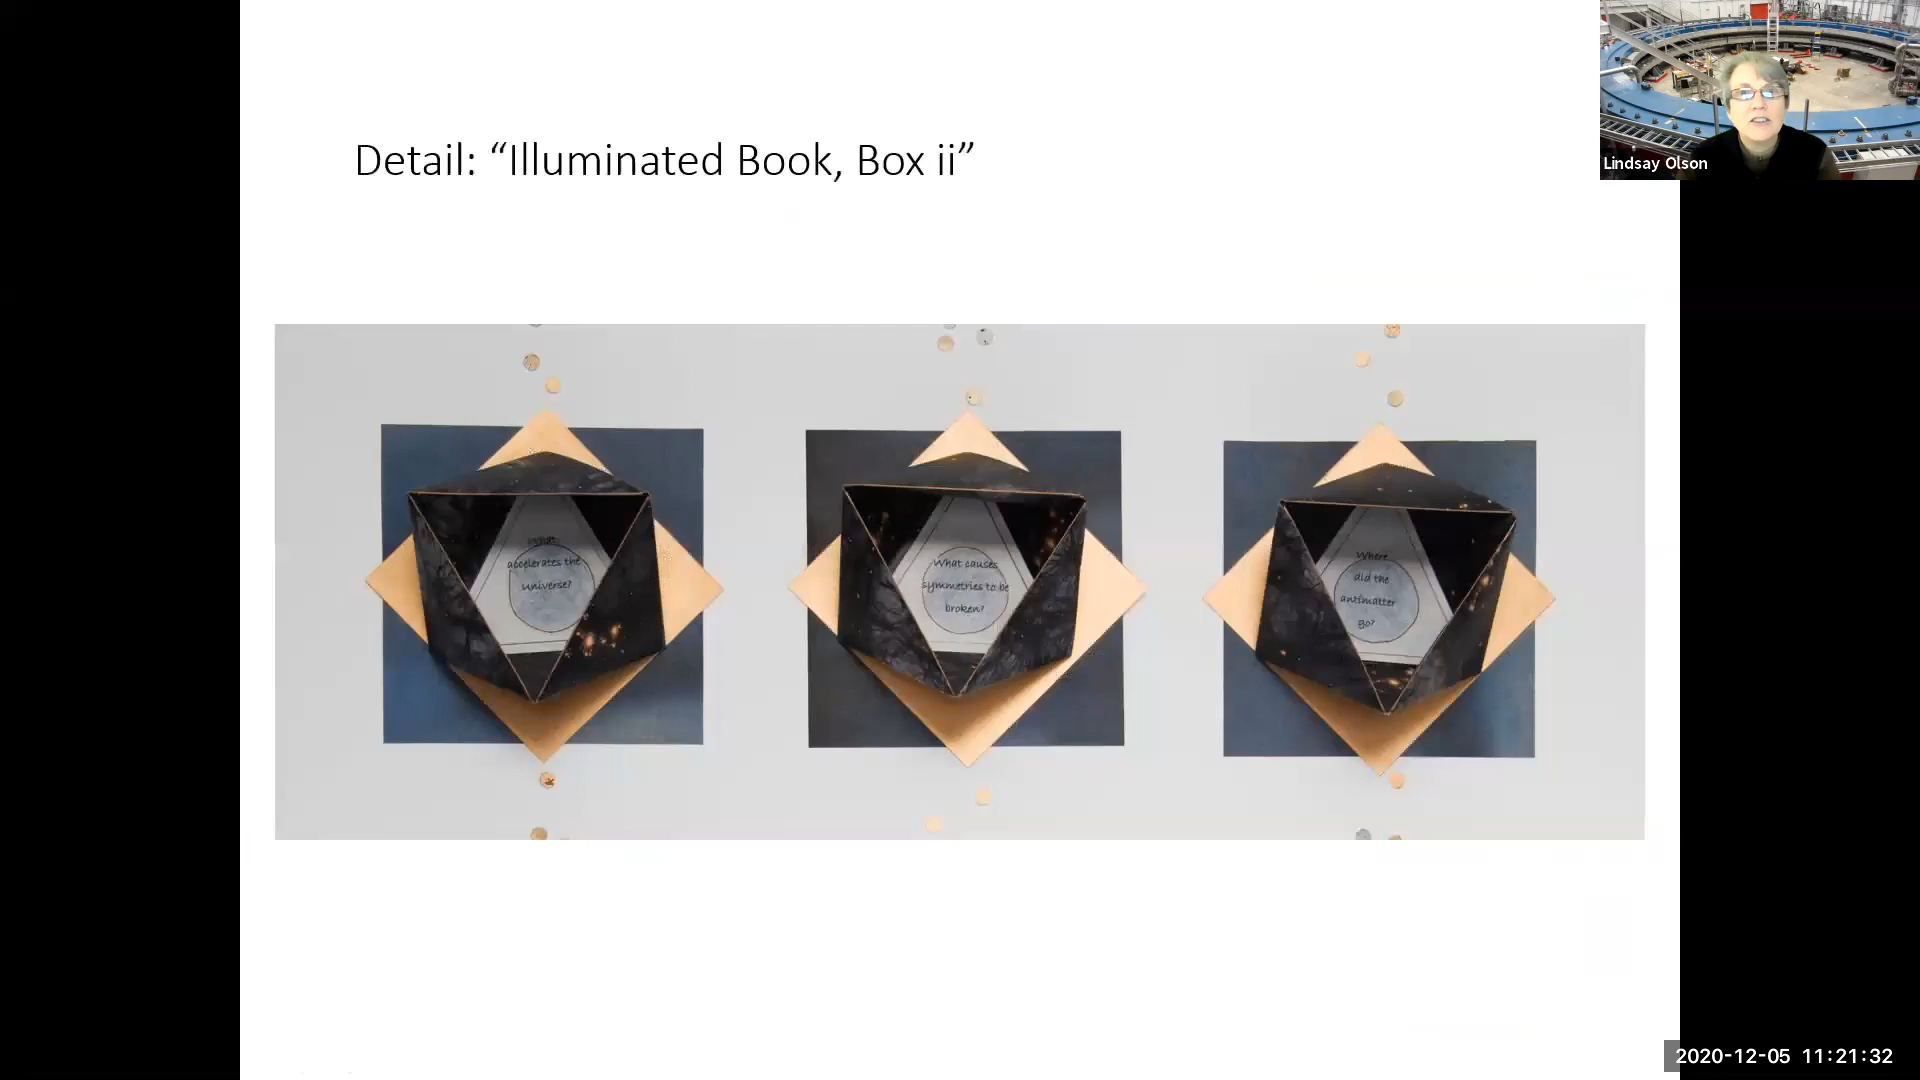 Detail: “Illuminated Book, Box ii”
Lindsay Olson
What
accelerates the
universe?
What causes
symmetries to be
broken?
Where
did the
antimatter
go?
2020-12-05 11:21:32